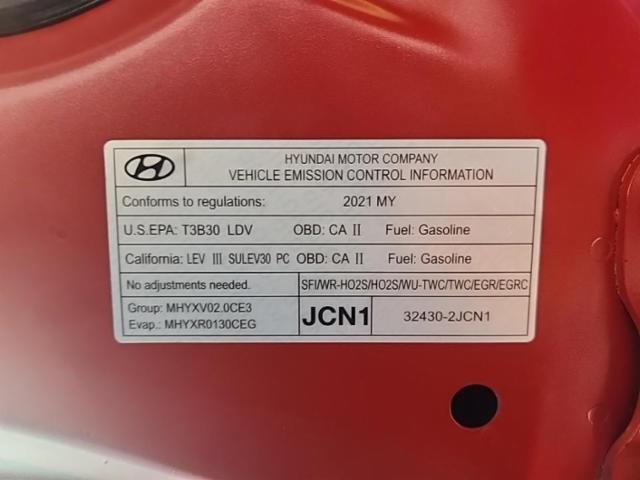 HYUNDAI MOTOR COMPANY
VEHICLE EMISSION CONTROL INFORMATION
Conforms to regulations: 2021 MY
U.S.EPA: T3B30 LDV OBD: CA II Fuel: Gasoline
California: LEV III SULEV30 PC OBD: CA II Fuel: Gasoline
No adjustments needed. SFI/WR-HO2S/HO2S/WU-TWC/TWC/EGR/EGRC
Group: MHYXV02.0CE3
Evap.: MHYXR0130CEG
JCN1 32430-2JCN1